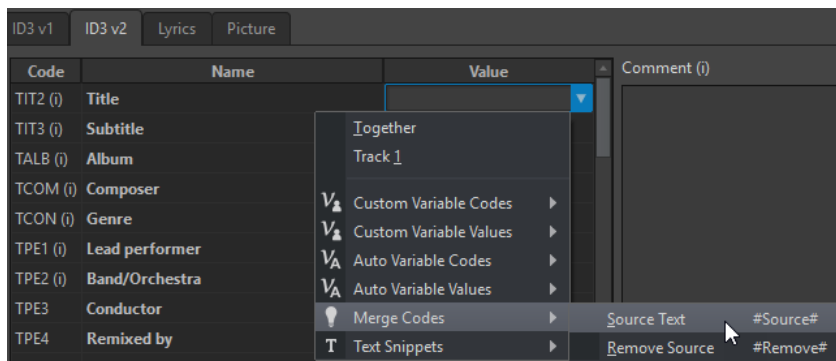 ID3 v1 ID3 v2 Lyrics Picture
Code Name Value Comment (i)
TIT2 (i) Title
TIT3 (i) Subtitle
TALB (i) Album
TCOM (i) Composer
TCON (i) Genre
TPE1 (i) Lead performer
TPE2 (i) Band/Orchestra
TPE3 Conductor
TPE4 Remixed by
Together
Track 1
Custom Variable Codes
Custom Variable Values
Auto Variable Codes
Auto Variable Values
Merge Codes
Text Snippets
Source Text #Source#
Remove Source #Remove#